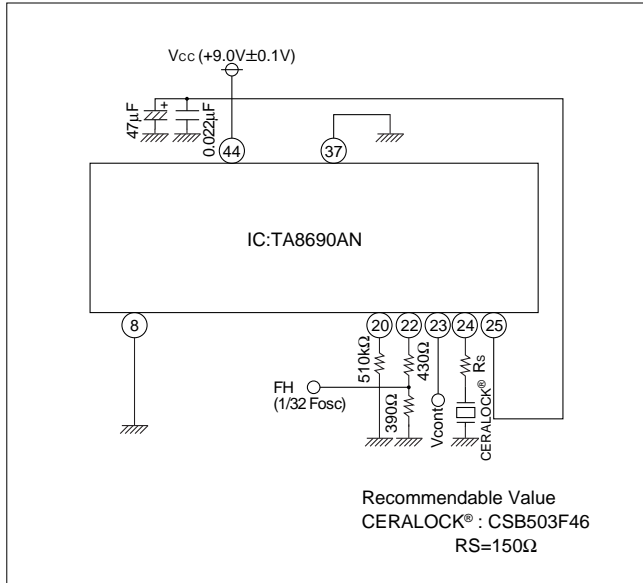 Vcc (+9.0V±0.1V)
47µF
+
0.022µF
44
37
IC:TA8690AN
8
20
22
23
24
25
510kΩ
430Ω
Rs
FH
(1/32 Fosc)
390Ω
Vcont
CERALOCK®
Recommendable Value
CERALOCK® : CSB503F46
RS=150Ω